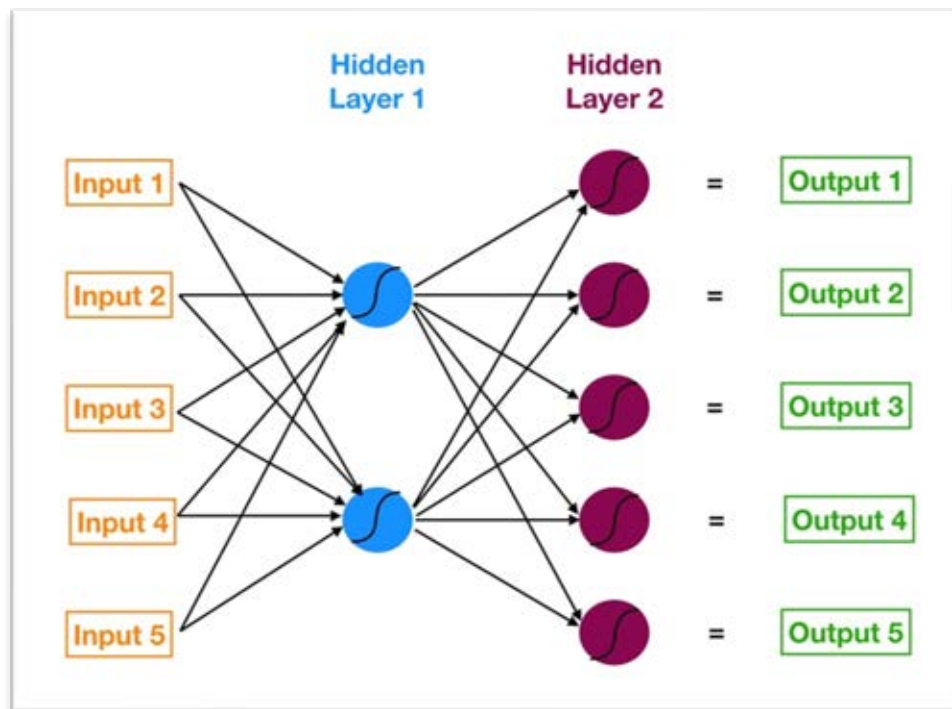 Hidden
Layer 1
Hidden
Layer 2
Input 1
=
Output 1
Input 2
=
Output 2
Input 3
=
Output 3
Input 4
=
Output 4
Input 5
=
Output 5